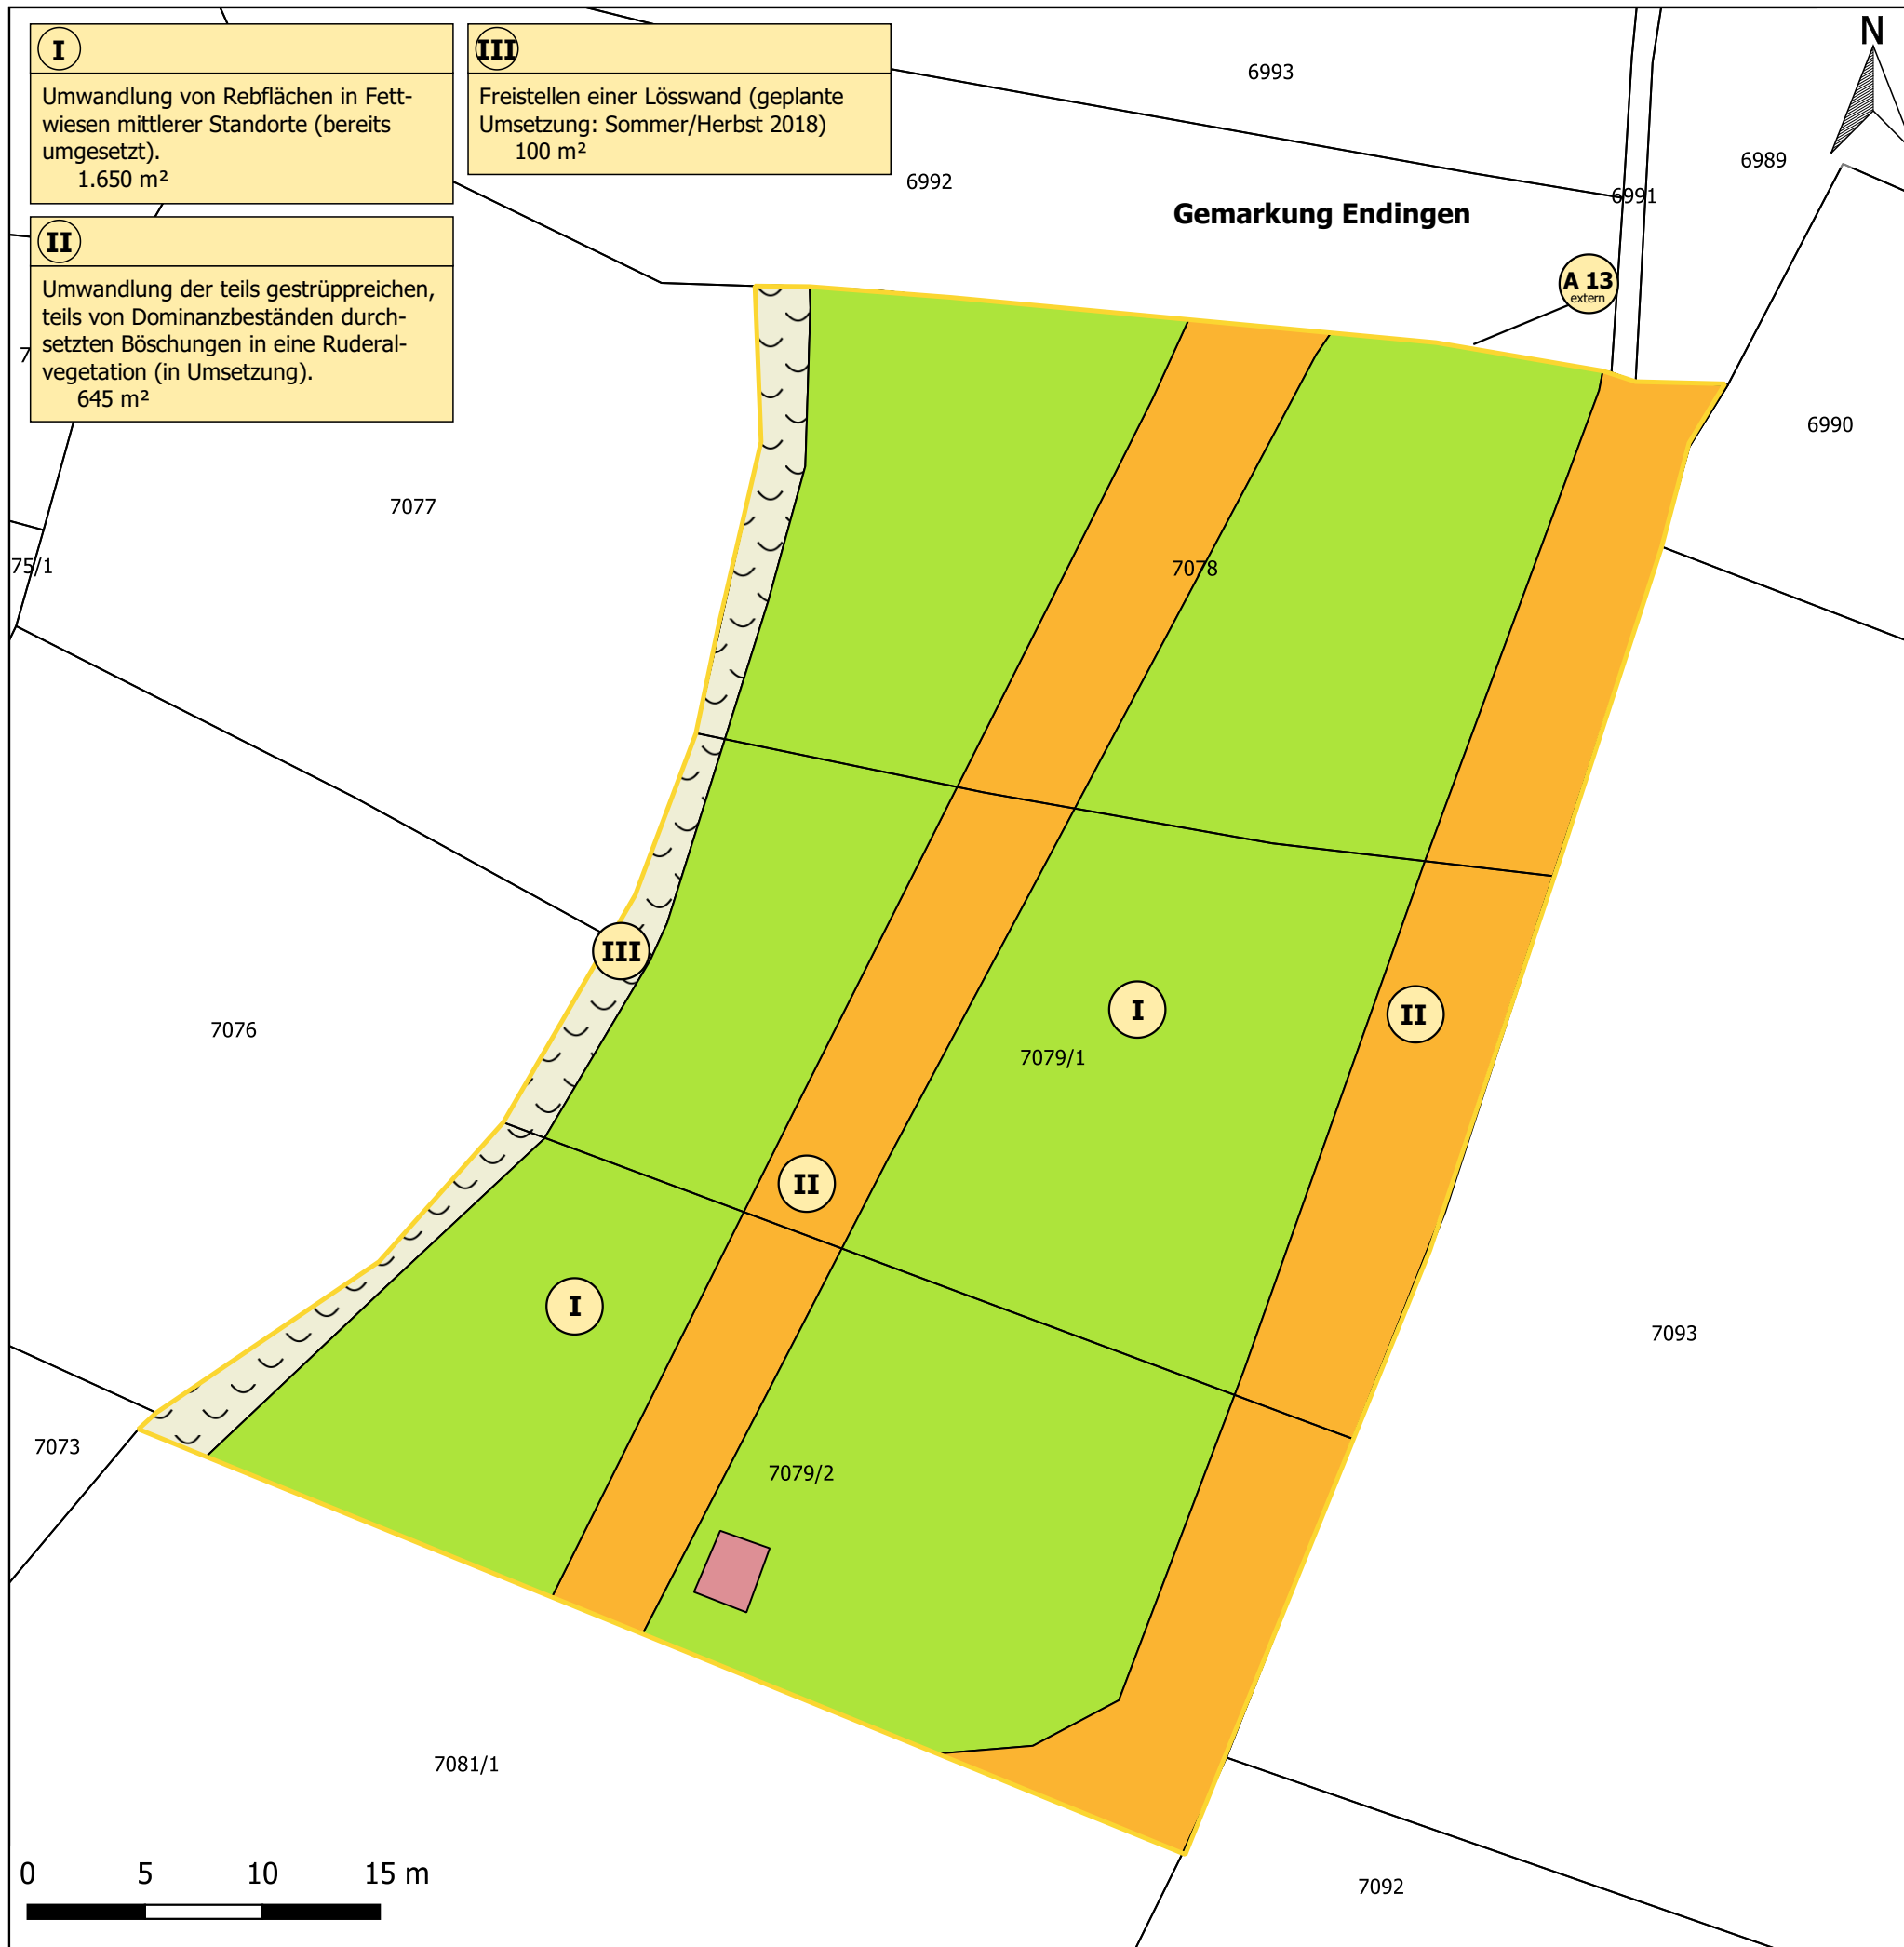 I
Umwandlung von Rebflächen in Fett-
wiesen mittlerer Standorte (bereits
umgesetzt).
1.650 m²
III
Freistellen einer Lösswand (geplante
Umsetzung: Sommer/Herbst 2018)
100 m²
II
Umwandlung der teils gestrüppreichen,
teils von Dominanzbeständen durch-
setzten Böschungen in eine Ruderal-
vegetation (in Umsetzung).
645 m²
N
6993
6989
6992
6991
Gemarkung Endingen
A 13
extern
7
6990
7077
75/1
7078
III
I
II
7076
7079/1
II
I
7093
7073
7079/2
7081/1
0 5 10 15 m
7092